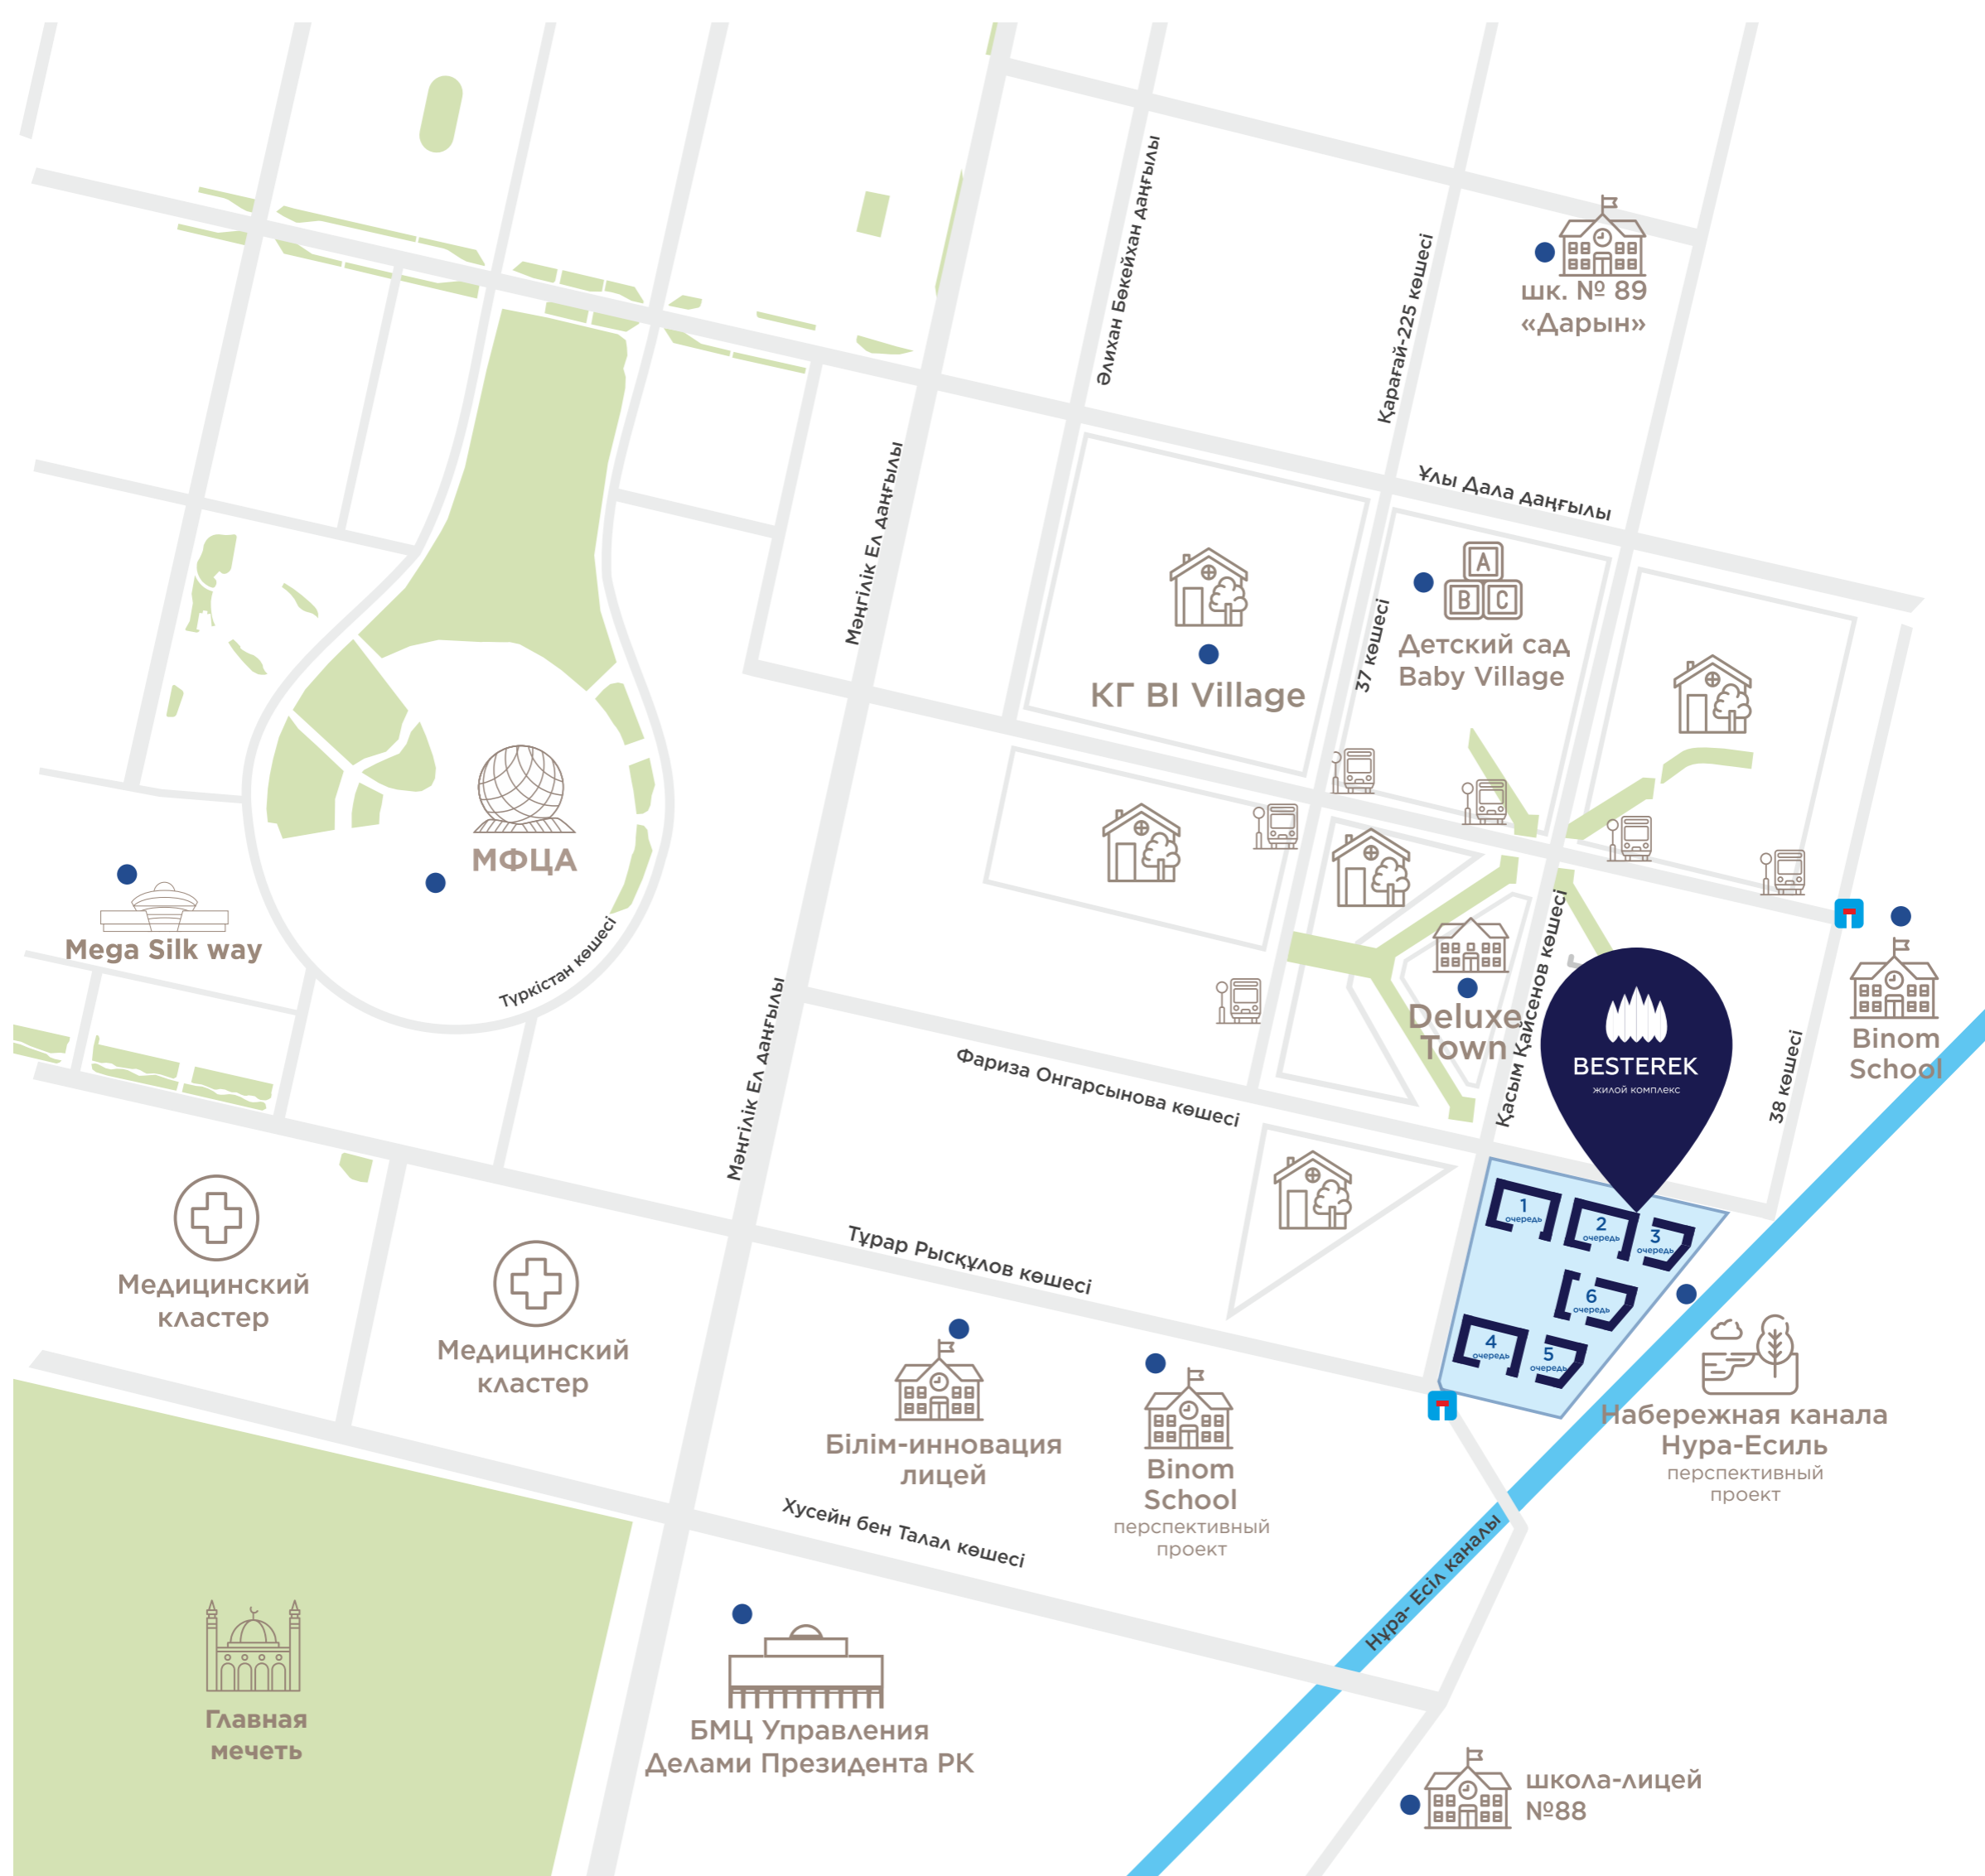 Әлихан Бөкейхан даңғылы
Қарағай-225 көшесі
шк. № 89
«Дарын»
Ұлы Дала даңғылы
Мәңгілік Ел даңғылы
A
B
C
Детский сад
Baby Village
37 көшесі
КГ BI Village
МФЦА
Mega Silk way
Түркістан көшесі
Deluxe
Town
Қасым Қайсенов көшесі
BESTEREK
жилой комплекс
Binom
School
38 көшесі
Мәңгілік Ел даңғылы
Фариза Онгарсынова көшесі
1
очередь
2
очередь
3
очередь
6
очередь
4
очередь
5
очередь
Медицинский
кластер
Медицинский
кластер
Тұрар Рысқұлов көшесі
Білім-инновация
лицей
Binom
School
перспективный
проект
Набережная канала
Нура-Есиль
перспективный
проект
Хусейн бен Талал көшесі
Нұра- Есіл каналы
Главная
мечеть
БМЦ Управления
Делами Президента РК
школа-лицей
№88